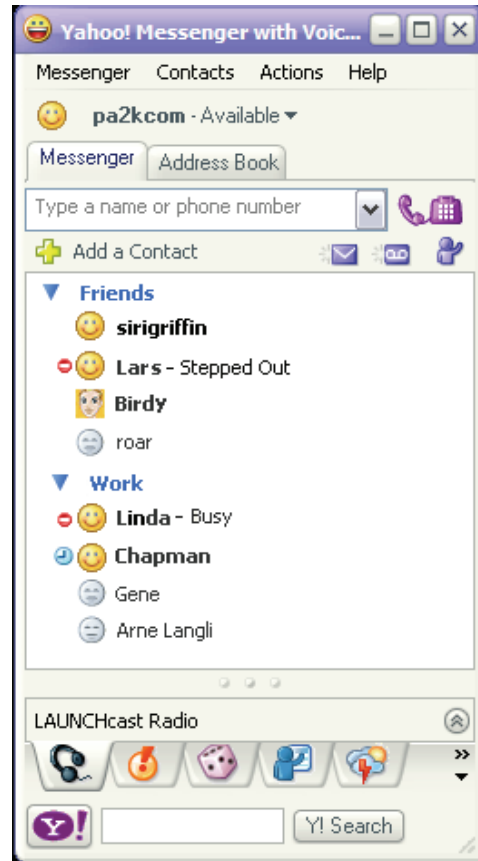 Yahoo! Messenger with Voic...
Messenger Contacts Actions Help
pa2kcom - Available
Messenger Address Book
Type a name or phone number
Add a Contact
Friends
sirigriffin
Lars - Stepped Out
Birdy
roar
Work
Linda - Busy
Chapman
Gene
Arne Langli
LAUNCHcast Radio
»
Y! Y! Search